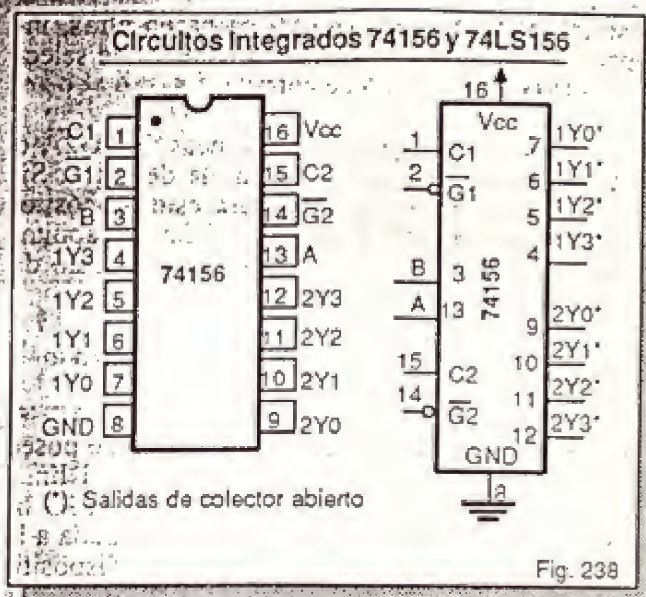 Circuitos Integrados 74156 y 74LS156
C1 1
G1 2
B 3
1Y3 4
1Y2 5
1Y1 6
1Y0 7
GND 8
74156
16 Vcc
15 C2
14 G2
13 A
12 2Y3
11 2Y2
10 2Y1
9 2Y0
16
Vcc
1 C1
2 G1
B 3
A 13
15 C2
14 G2
74156
7 1Y0*
6 1Y1*
5 1Y2*
4 1Y3*
9 2Y0*
10 2Y1*
11 2Y2*
12 2Y3*
GND
8
(*): Salidas de colector abierto
Fig. 238